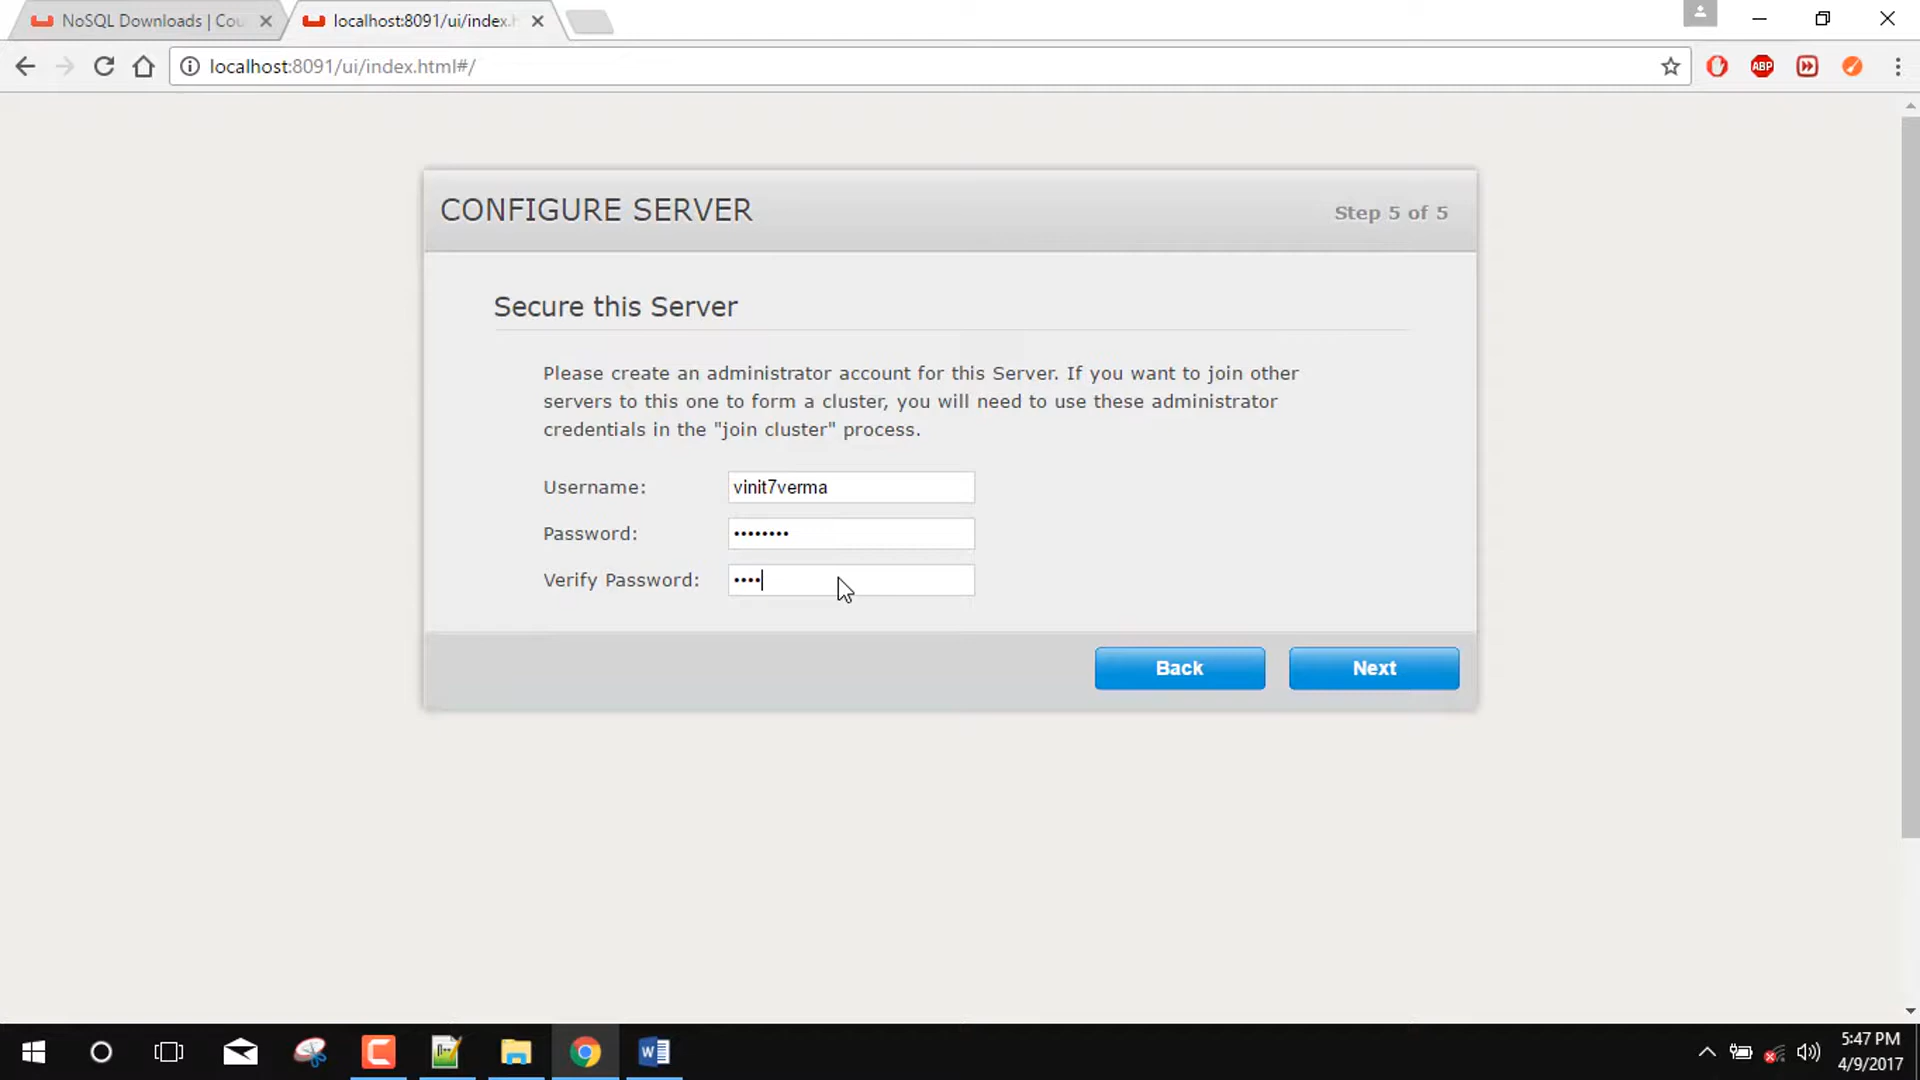 NoSQL Downloads | Cou
localhost:8091/ui/index.h
localhost:8091/ui/index.html#/
ABP
CONFIGURE SERVER
Step 5 of 5
Secure this Server
Please create an administrator account for this Server. If you want to join other
servers to this one to form a cluster, you will need to use these administrator
credentials in the "join cluster" process.
Username: vinit7verma
Password: ••••••••
Verify Password: ••••
Back Next
5:47 PM
4/9/2017